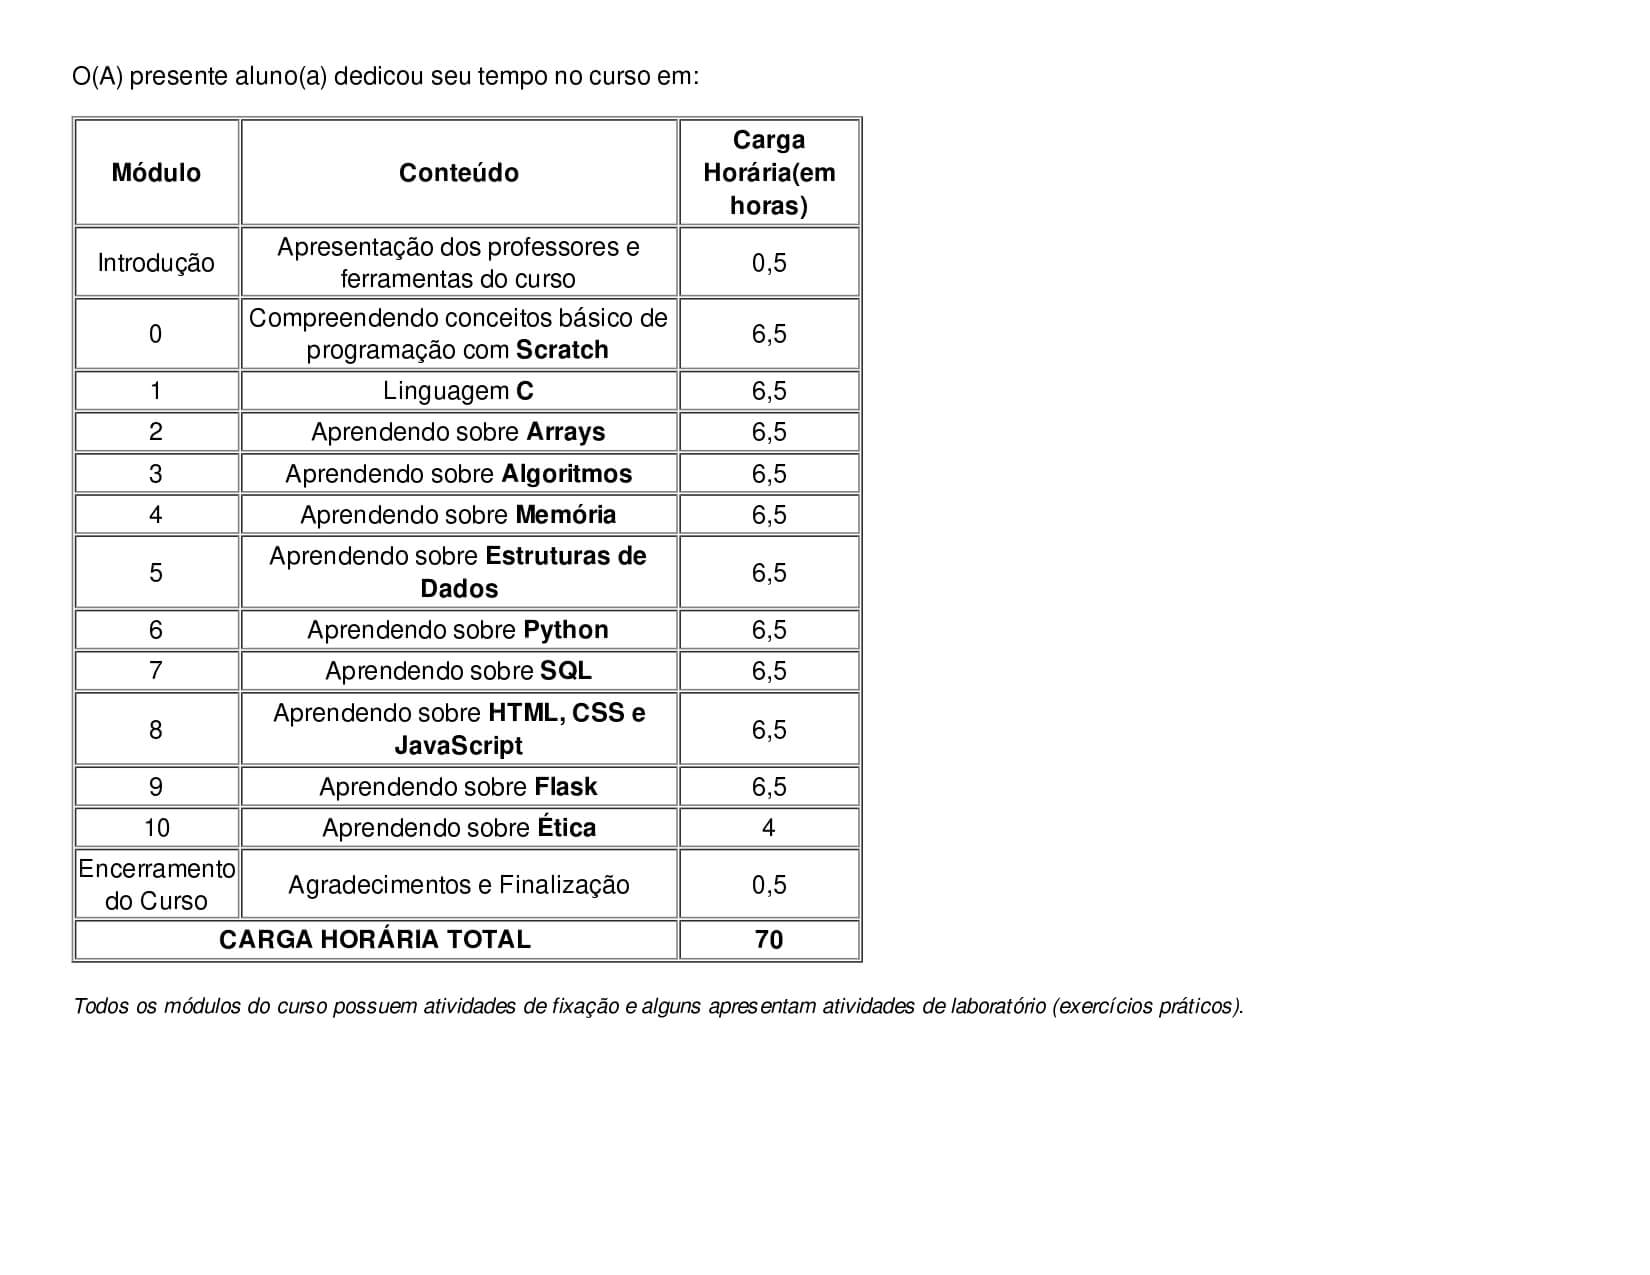 O(A) presente aluno(a) dedicou seu tempo no curso em:
Módulo Conteúdo Carga Horária(em horas)
Introdução Apresentação dos professores e ferramentas do curso 0,5
0 Compreendendo conceitos básico de programação com Scratch 6,5
1 Linguagem C 6,5
2 Aprendendo sobre Arrays 6,5
3 Aprendendo sobre Algoritmos 6,5
4 Aprendendo sobre Memória 6,5
5 Aprendendo sobre Estruturas de Dados 6,5
6 Aprendendo sobre Python 6,5
7 Aprendendo sobre SQL 6,5
8 Aprendendo sobre HTML, CSS e JavaScript 6,5
9 Aprendendo sobre Flask 6,5
10 Aprendendo sobre Ética 4
Encerramento do Curso Agradecimentos e Finalização 0,5
CARGA HORÁRIA TOTAL 70
Todos os módulos do curso possuem atividades de fixação e alguns apresentam atividades de laboratório (exercícios práticos).